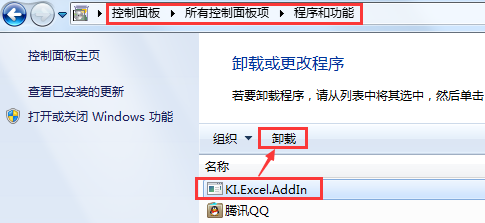 控制面板 ▸ 所有控制面板项 ▸ 程序和功能
控制面板主页
查看已安装的更新
打开或关闭 Windows 功能
卸载或更改程序
若要卸载程序，请从列表中将其选中，然后单击
组织 卸载
名称
KI.Excel.AddIn
腾讯QQ